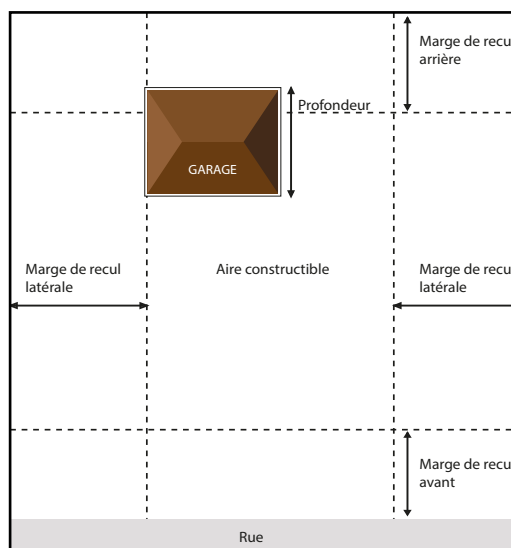 Marge de recu
arrière
Profondeur
GARAGE
Marge de recul
latérale
Aire constructible
Marge de recu
latérale
Marge de recu
avant
Rue